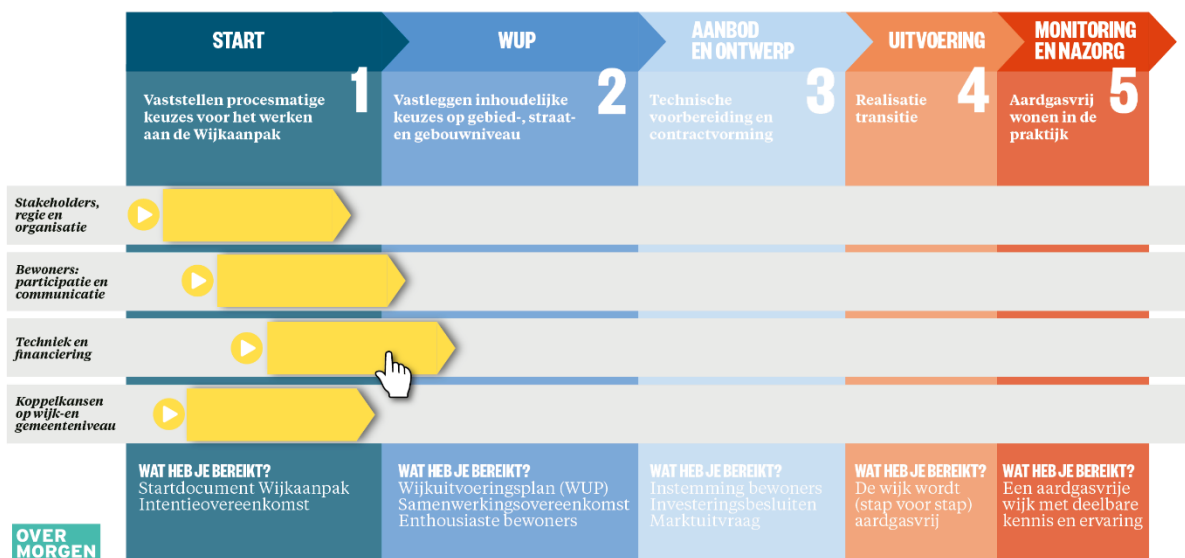 START
WUP
AANBOD
EN ONTWERP
UITVOERING
MONITORING
EN NAZORG
1
Vaststellen procesmatige
keuzes voor het werken
aan de Wijkaanpak
2
Vastleggen inhoudelijke
keuzes op gebied-, straat-
en gebouwniveau
3
Technische
voorbereiding en
contractvorming
4
Realisatie
transitie
5
Aardgasvrij
wonen in de
praktijk
Stakeholders,
regie en
organisatie
Bewoners:
participatie en
communicatie
Techniek en
financiering
Koppelkansen
op wijk-en
gemeenteniveau
WAT HEB JE BEREIKT?
Startdocument Wijkaanpak
Intentieovereenkomst
WAT HEB JE BEREIKT?
Wijkuitvoeringsplan (WUP)
Samenwerkingsovereenkomst
Enthousiaste bewoners
WAT HEB JE BEREIKT?
Instemming bewoners
Investeringsbesluiten
Marktuitvraag
WAT HEB JE BEREIKT?
De wijk wordt
(stap voor stap)
aardgasvrij
WAT HEB JE BEREIKT?
Een aardgasvrije
wijk met deelbare
kennis en ervaring
OVER
MORGEN